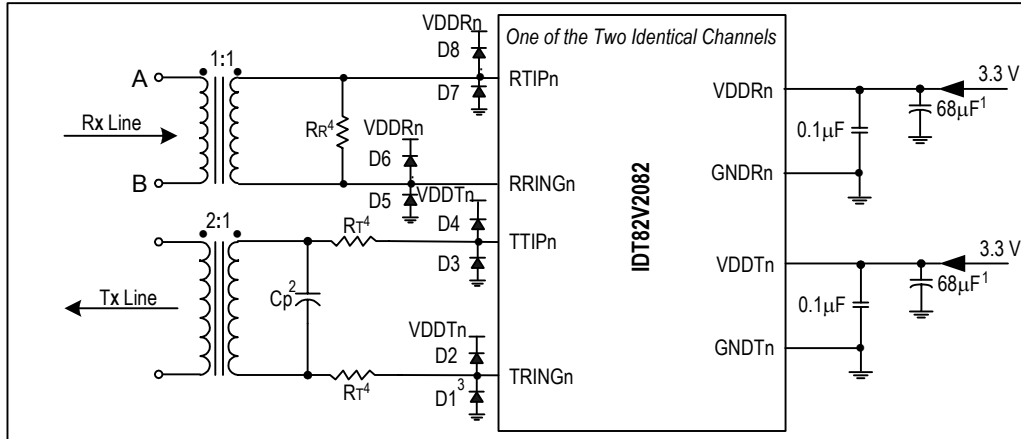 One of the Two Identical Channels
VDDRn
D8
1:1
A
RTIPn
D7
VDDRn
3.3 V
68µF1
Rx Line
RR4
VDDRn
D6
0.1µF
B
RRINGn
GNDRn
D5
VDDTn
2:1
D4
RT4
TTIPn
D3
IDT82V2082
VDDTn
3.3 V
68µF1
Tx Line
Cp2
0.1µF
VDDTn
D2
GNDTn
TRINGn
RT4
D13